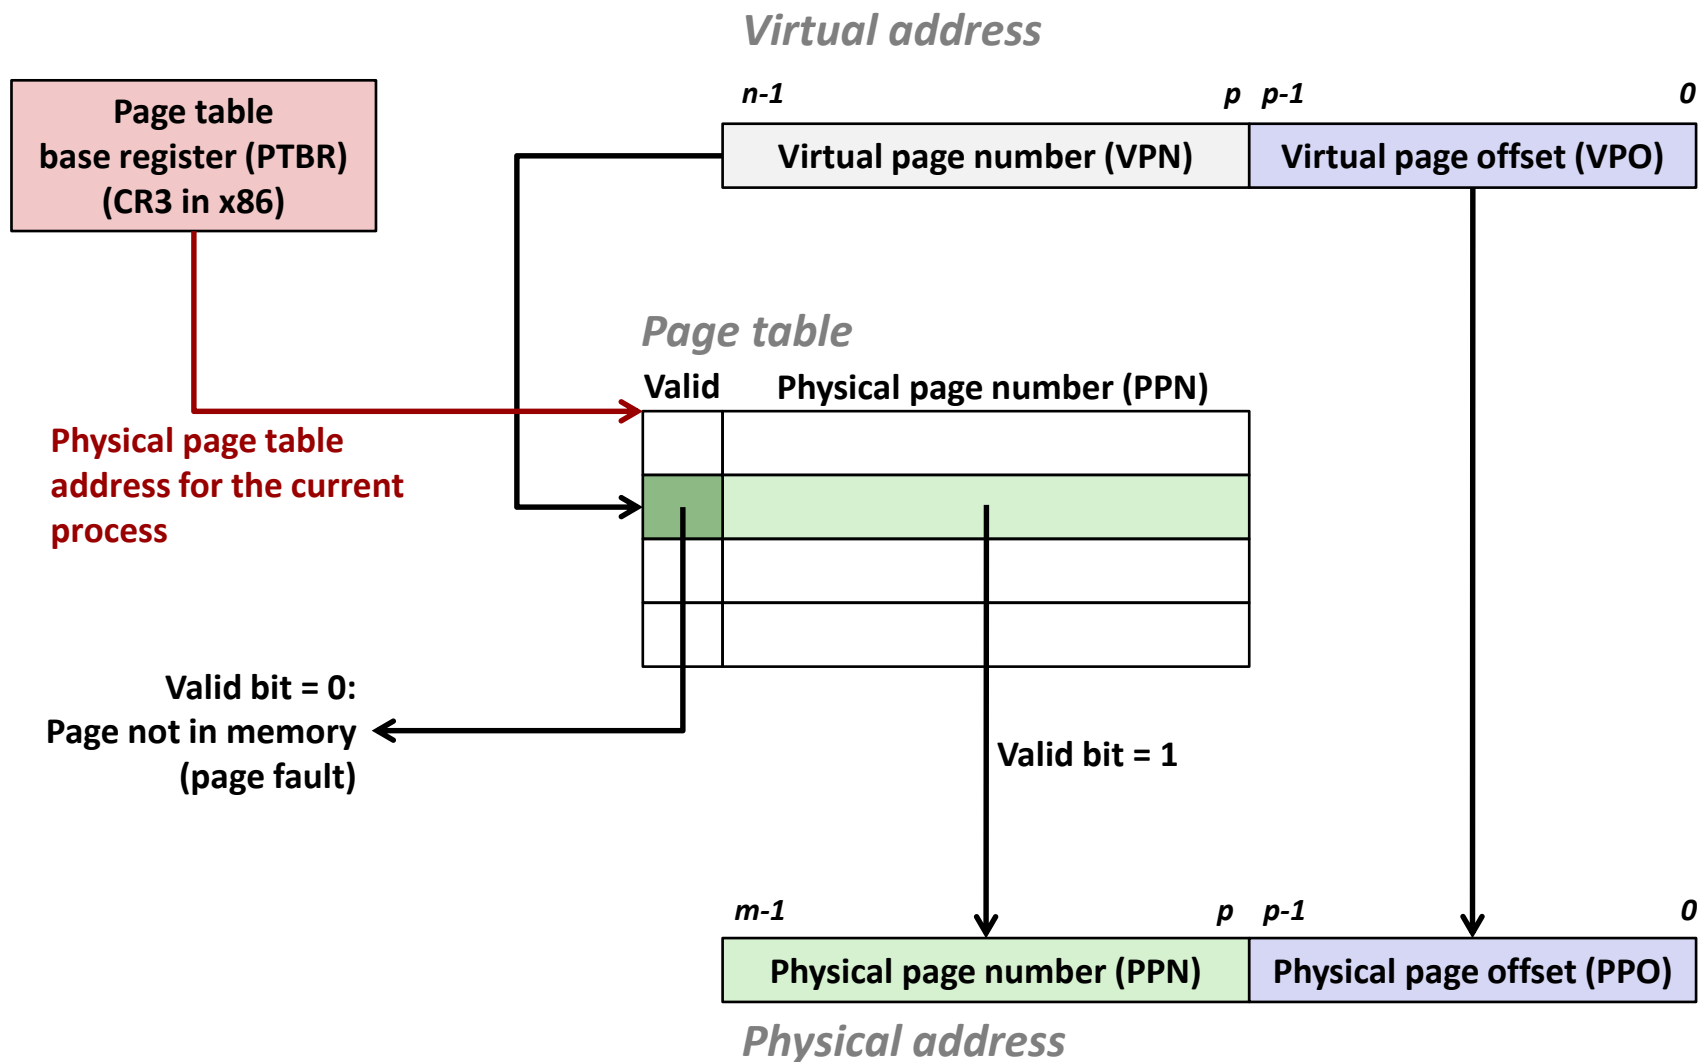 Virtual address
Page table
base register (PTBR)
(CR3 in x86)
n-1 p p-1 0
Virtual page number (VPN) Virtual page offset (VPO)
Page table
Valid Physical page number (PPN)
Physical page table
address for the current
process
Valid bit = 0:
Page not in memory
(page fault)
Valid bit = 1
m-1 p p-1 0
Physical page number (PPN) Physical page offset (PPO)
Physical address